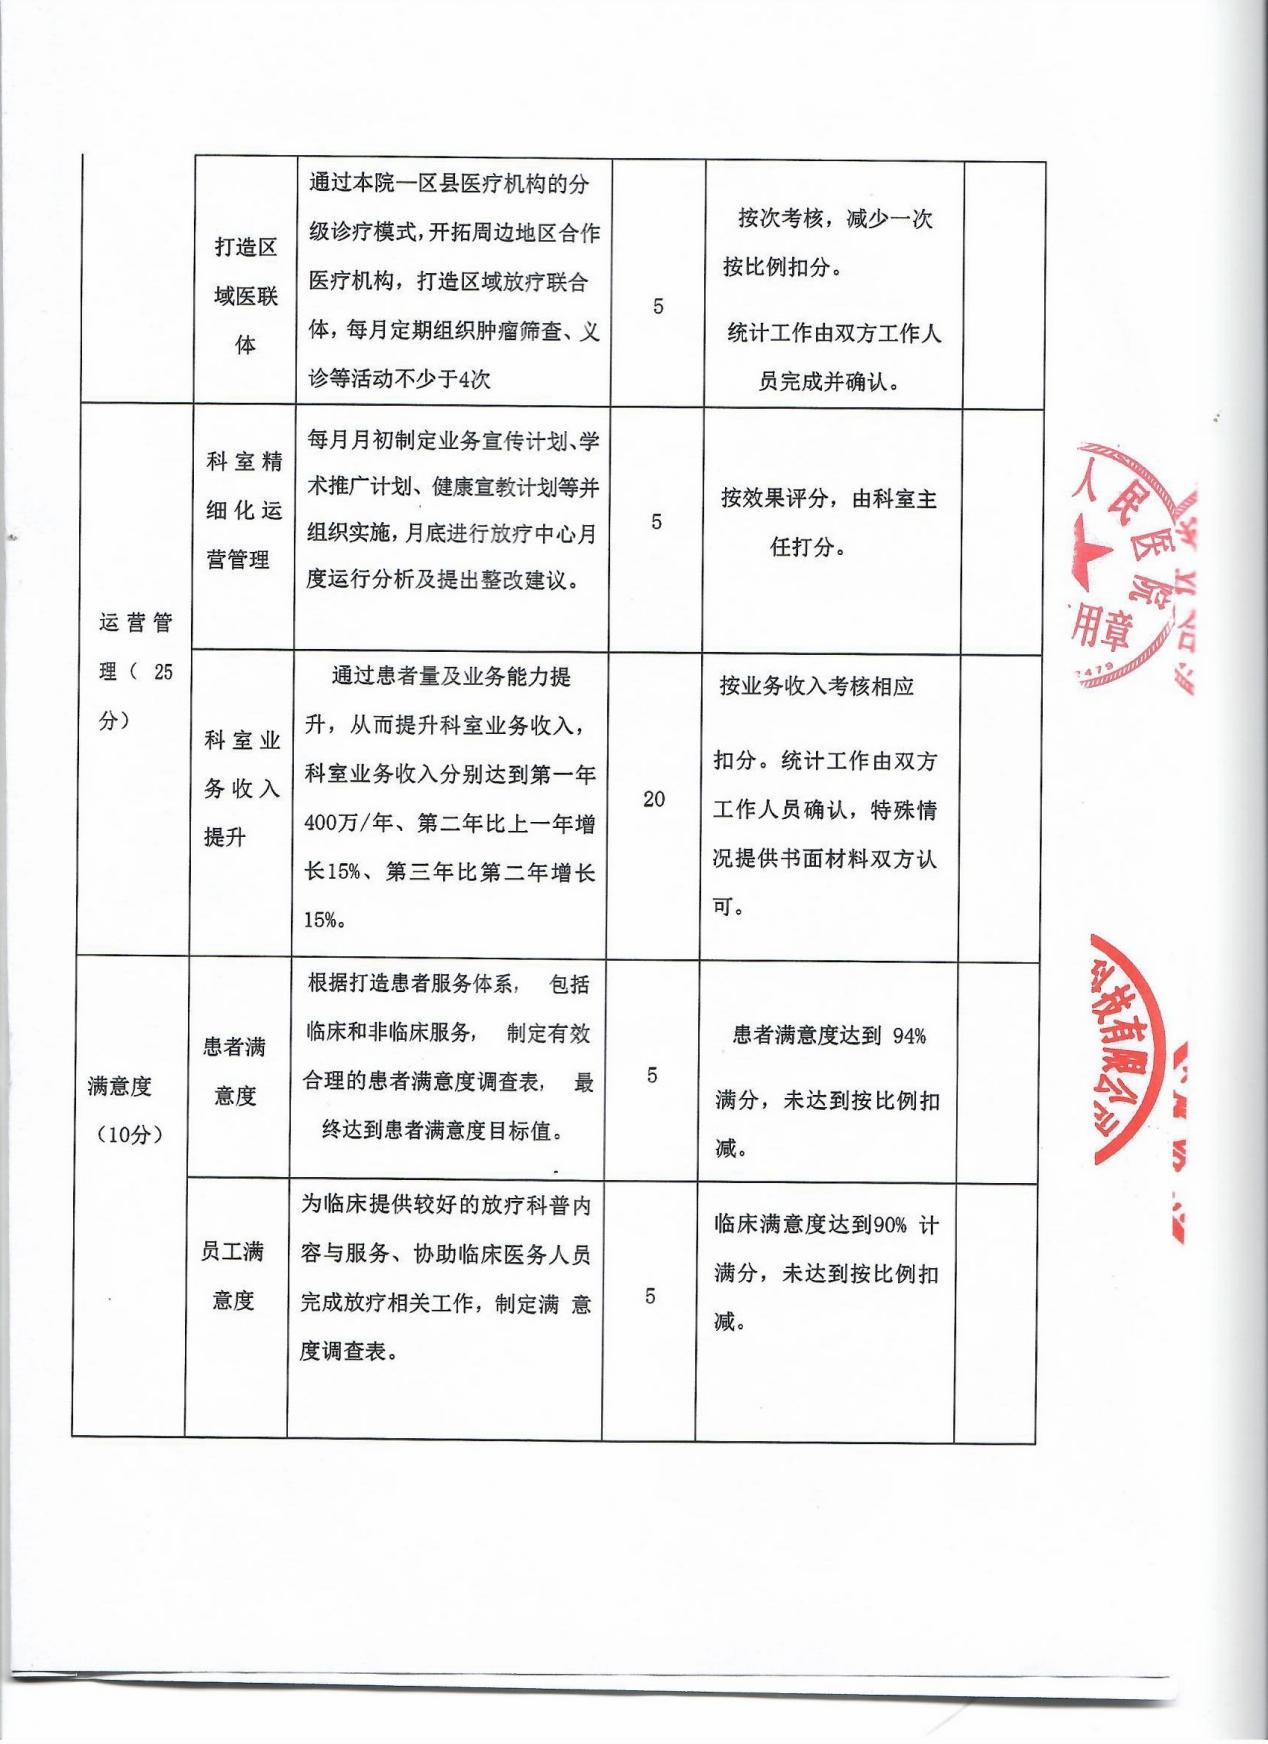 打造区
域医联
体
通过本院一区县医疗机构的分
级诊疗模式，开拓周边地区合作
医疗机构，打造区域放疗联合
体，每月定期组织肿瘤筛查、义
诊等活动不少于4次
5
按次考核，减少一次
按比例扣分。
统计工作由双方工作人
员完成并确认。
运营管
理（ 25
分）
科室精
细化运
营管理
每月月初制定业务宣传计划、学
术推广计划、健康宣教计划等并
组织实施，月底进行放疗中心月
度运行分析及提出整改建议。
5
按效果评分，由科室主
任打分。
科室业
务收入
提升
通过患者量及业务能力提
升，从而提升科室业务收入，
科室业务收入分别达到第一年
400万/年、第二年比上一年增
长15%、第三年比第二年增长
15%。
20
按业务收入考核相应
扣分。统计工作由双方
工作人员确认，特殊情
况提供书面材料双方认
可。
满意度
（10分）
患者满
意度
根据打造患者服务体系， 包括
临床和非临床服务， 制定有效
合理的患者满意度调查表， 最
终达到患者满意度目标值。
5
患者满意度达到 94%
满分，未达到按比例扣
减。
员工满
意度
为临床提供较好的放疗科普内
容与服务、协助临床医务人员
完成放疗相关工作，制定满 意
度调查表。
5
临床满意度达到90% 计
满分，未达到按比例扣
减。
人民医院
用章
2479
科技有限公司